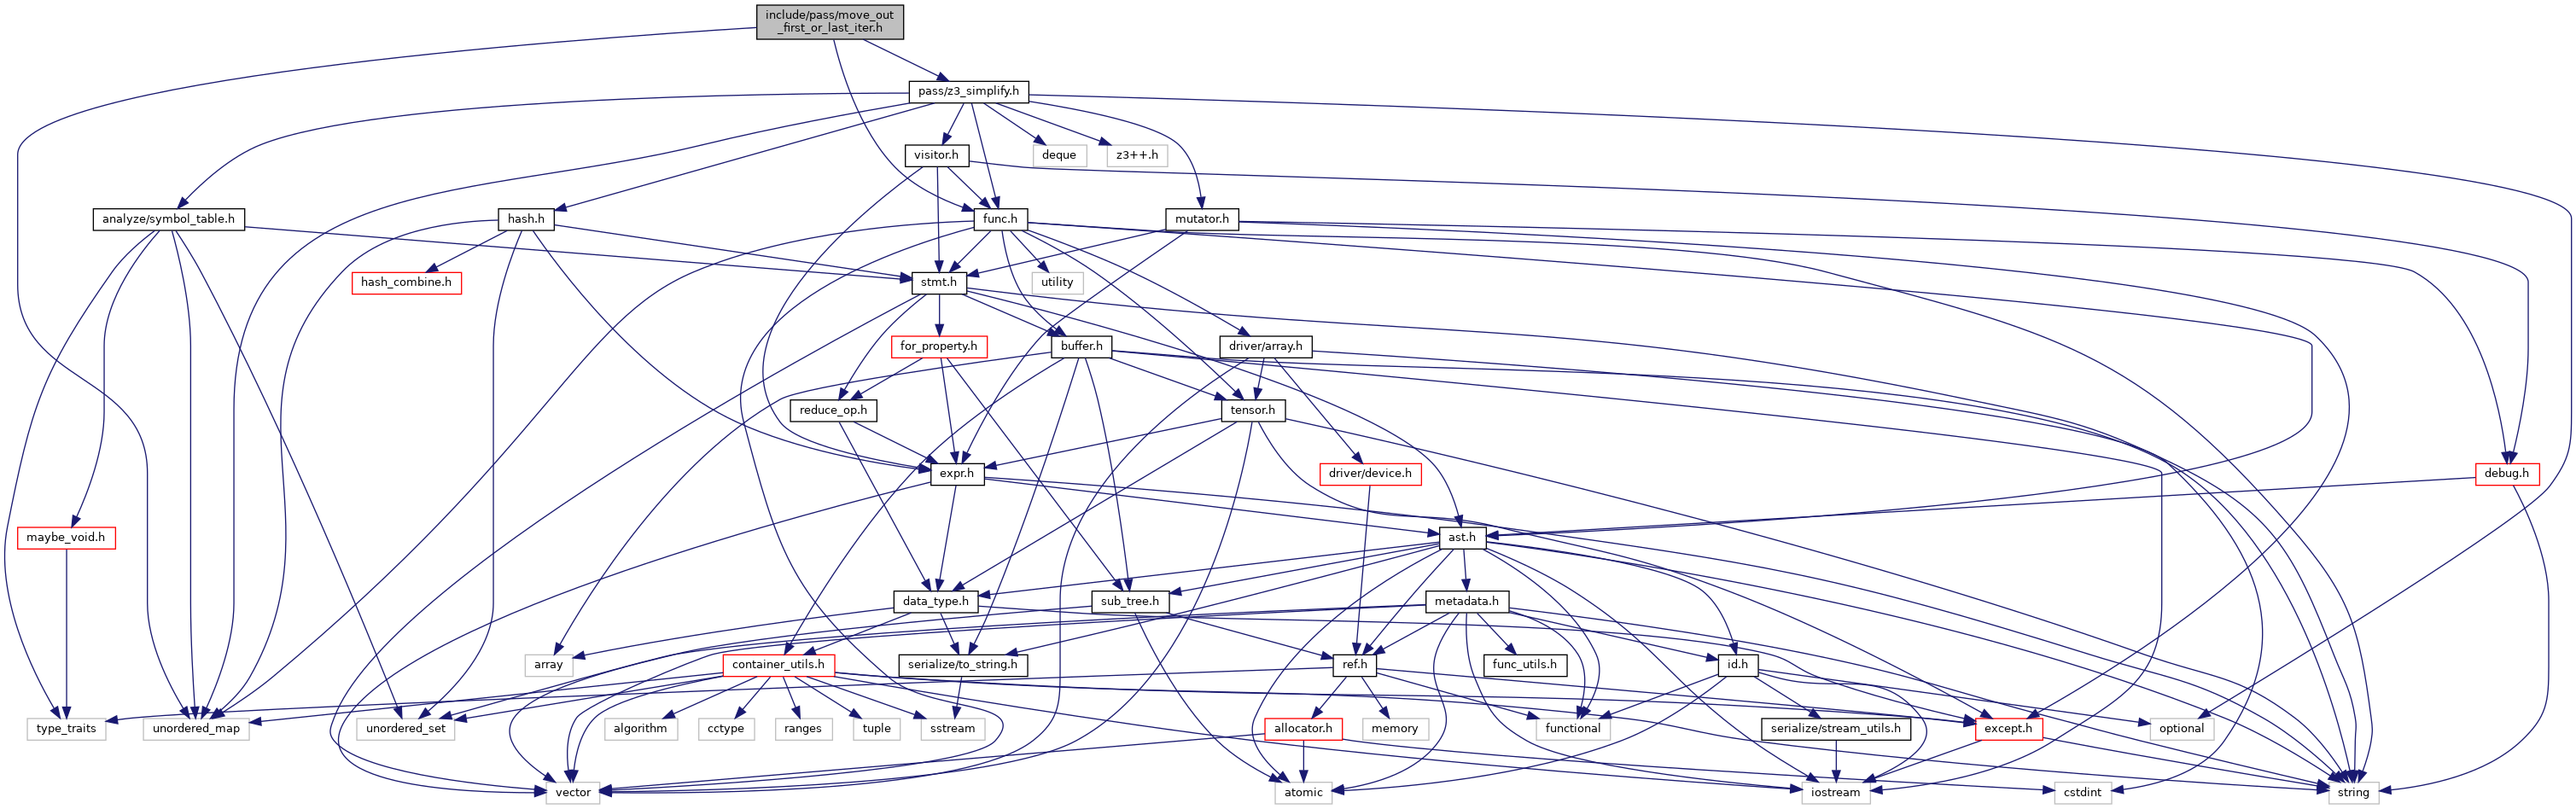 include/pass/move_out
_first_or_last_iter.h
pass/z3_simplify.h
visitor.h
deque
z3++.h
analyze/symbol_table.h
hash.h
func.h
mutator.h
hash_combine.h
stmt.h
utility
for_property.h
buffer.h
driver/array.h
reduce_op.h
tensor.h
expr.h
driver/device.h
debug.h
maybe_void.h
ast.h
data_type.h
sub_tree.h
metadata.h
array
container_utils.h
serialize/to_string.h
ref.h
func_utils.h
id.h
type_traits
unordered_map
unordered_set
algorithm
cctype
ranges
tuple
sstream
allocator.h
memory
functional
serialize/stream_utils.h
except.h
optional
vector
atomic
iostream
cstdint
string